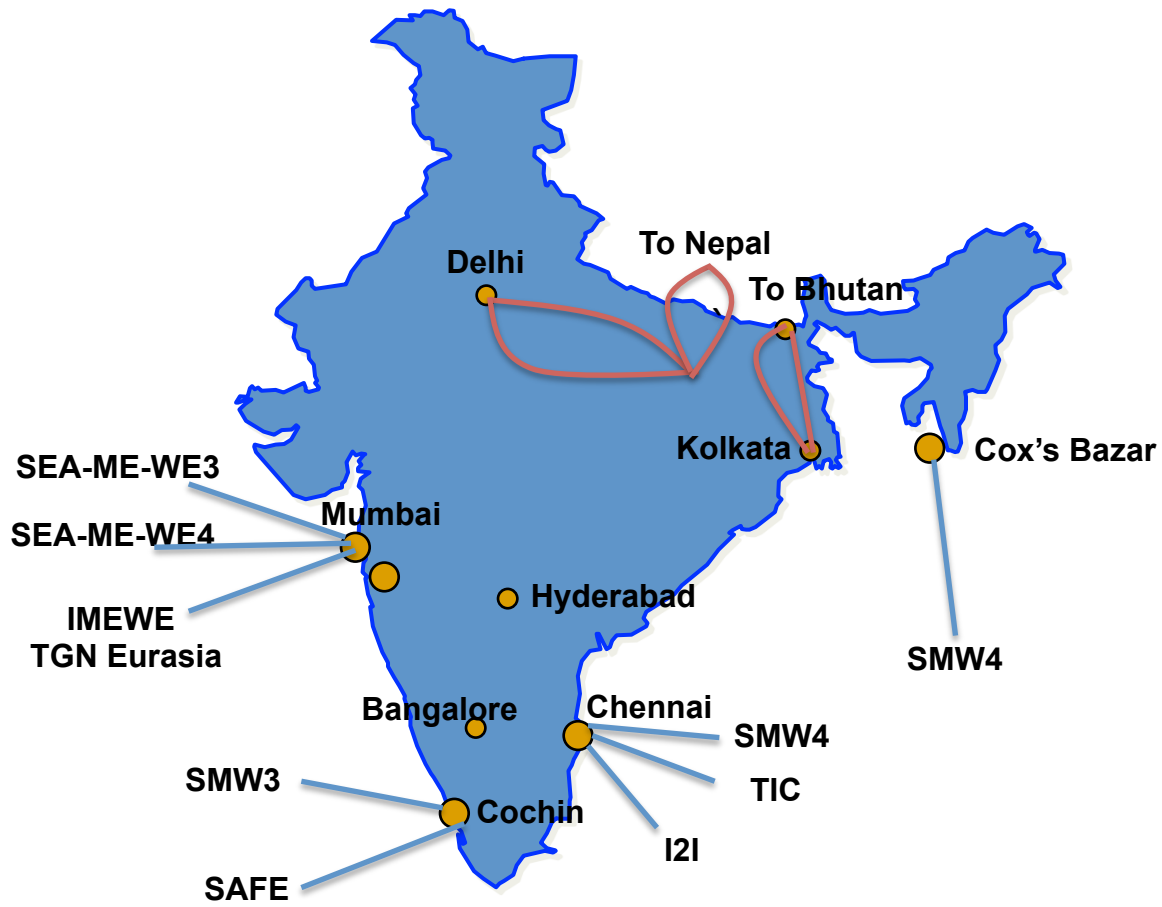 To Nepal
Delhi
To Bhutan
Kolkata
Cox's Bazar
SEA-ME-WE3
Mumbai
SEA-ME-WE4
Hyderabad
IMEWE
TGN Eurasia
SMW4
Bangalore
Chennai
SMW4
SMW3
TIC
Cochin
I2I
SAFE